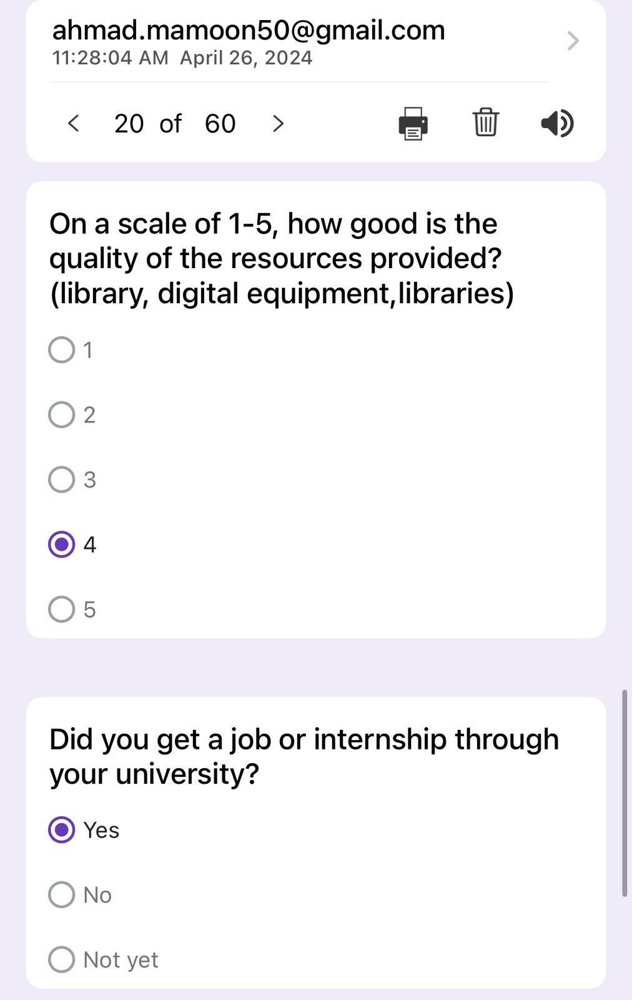 ahmad.mamoon50@gmail.com
11:28:04 AM April 26, 2024
20 of 60
On a scale of 1-5, how good is the
quality of the resources provided?
(library, digital equipment,libraries)
1
2
3
4
5
Did you get a job or internship through
your university?
Yes
No
Not yet